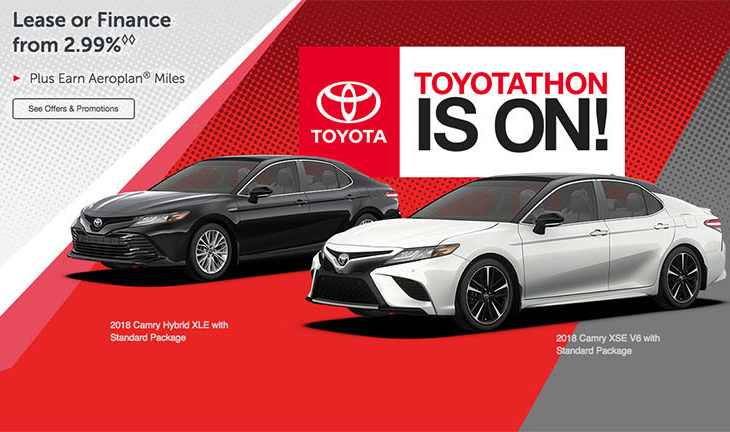 Lease or Finance
from 2.99%◊◊
► Plus Earn Aeroplan® Miles
See Offers & Promotions
TOYOTA
TOYOTATHON
IS ON!
2018 Camry Hybrid XLE with
Standard Package
2018 Camry XSE V6 with
Standard Package